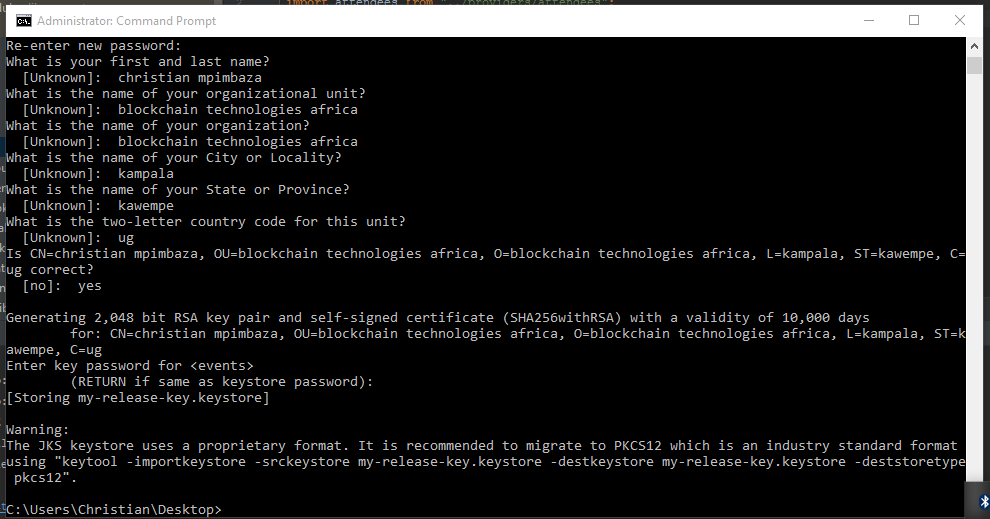 import attendees from "../providers/attendees";
Administrator: Command Prompt
Re-enter new password:
What is your first and last name?
  [Unknown]:  christian mpimbaza
What is the name of your organizational unit?
  [Unknown]:  blockchain technologies africa
What is the name of your organization?
  [Unknown]:  blockchain technologies africa
What is the name of your City or Locality?
  [Unknown]:  kampala
What is the name of your State or Province?
  [Unknown]:  kawempe
What is the two-letter country code for this unit?
  [Unknown]:  ug
Is CN=christian mpimbaza, OU=blockchain technologies africa, O=blockchain technologies africa, L=kampala, ST=kawempe, C=
ug correct?
  [no]:  yes
Generating 2,048 bit RSA key pair and self-signed certificate (SHA256withRSA) with a validity of 10,000 days
        for: CN=christian mpimbaza, OU=blockchain technologies africa, O=blockchain technologies africa, L=kampala, ST=k
awempe, C=ug
Enter key password for <events>
        (RETURN if same as keystore password):
[Storing my-release-key.keystore]
Warning:
The JKS keystore uses a proprietary format. It is recommended to migrate to PKCS12 which is an industry standard format
using "keytool -importkeystore -srckeystore my-release-key.keystore -destkeystore my-release-key.keystore -deststoretype
 pkcs12".
C:\Users\Christian\Desktop>